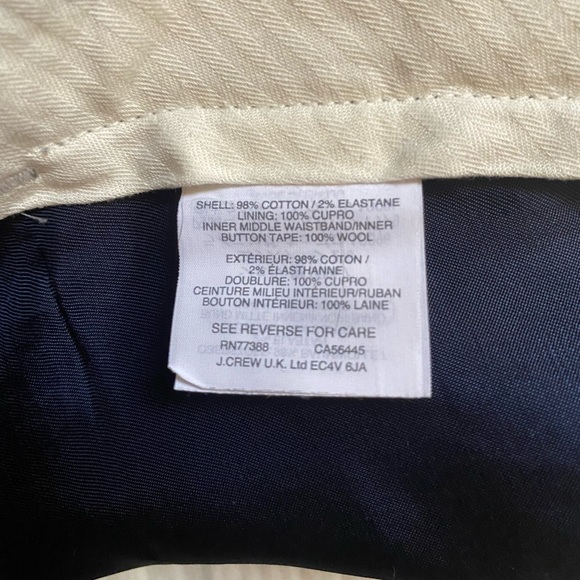 SHELL: 98% COTTON / 2% ELASTANE
LINING: 100% CUPRO
INNER MIDDLE WAISTBAND/INNER
BUTTON TAPE: 100% WOOL
EXTÉRIEUR: 98% COTON /
2% ÉLASTHANNE
DOUBLURE: 100% CUPRO
CEINTURE MILIEU INTÉRIEUR/RUBAN
BOUTON INTÉRIEUR: 100% LAINE
SEE REVERSE FOR CARE
RN77388 CA56445
J.CREW U.K. Ltd EC4V 6JA